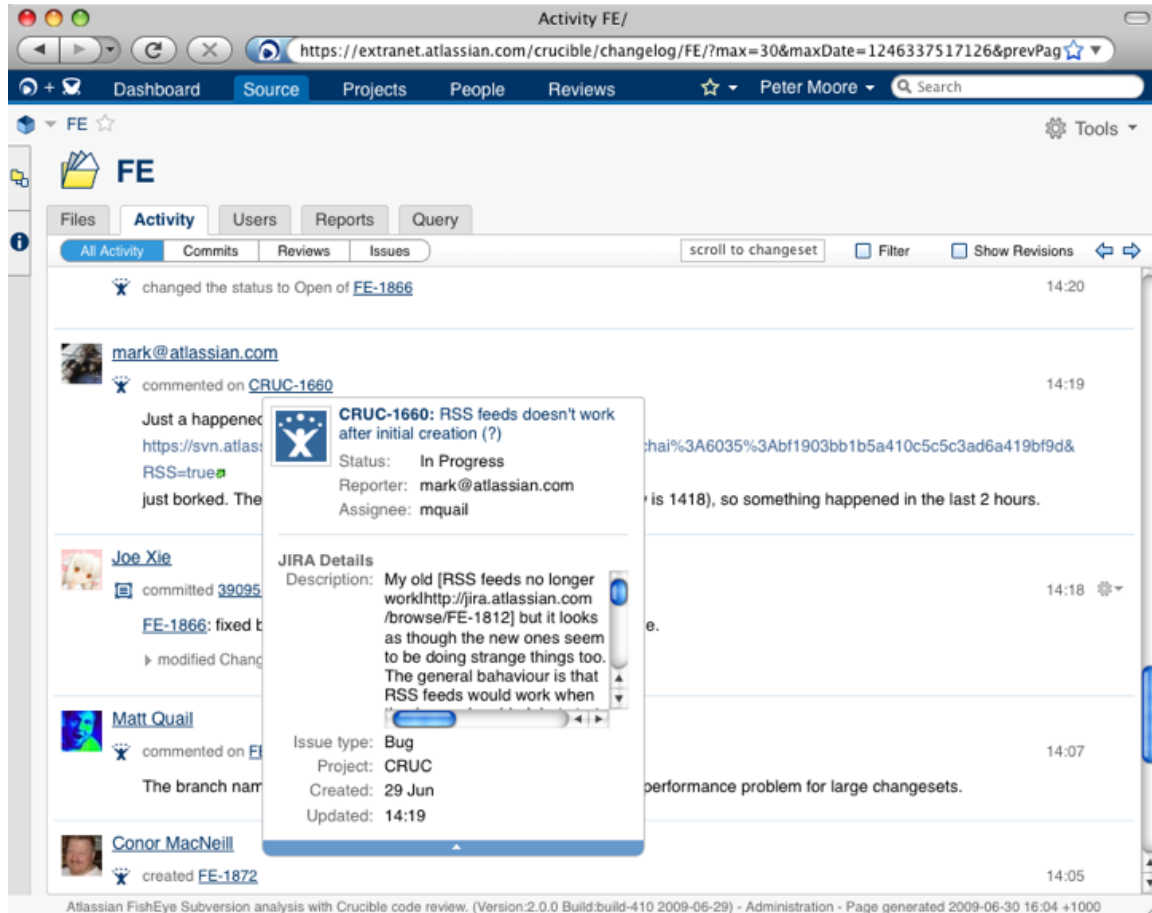 Activity FE/
https://extranet.atlassian.com/crucible/changelog/FE/?max=30&maxDate=1246337517126&prevPag
Dashboard Source Projects People Reviews Peter Moore Search
FE Tools
FE
Files Activity Users Reports Query
All Activity Commits Reviews Issues scroll to changeset Filter Show Revisions
changed the status to Open of FE-1866 14:20
mark@atlassian.com
commented on CRUC-1660 14:19
Just a happened
https://svn.atlass chai%3A6035%3Abf1903bb1b5a410c5c5c3ad6a419bf9d&
RSS=true
just borked. The is 1418), so something happened in the last 2 hours.
CRUC-1660: RSS feeds doesn't work
after initial creation (?)
Status: In Progress
Reporter: mark@atlassian.com
Assignee: mquail
JIRA Details
Description: My old [RSS feeds no longer
work|http://jira.atlassian.com
/browse/FE-1812] but it looks
as though the new ones seem
to be doing strange things too.
The general bahaviour is that
RSS feeds would work when
Issue type: Bug
Project: CRUC
Created: 29 Jun
Updated: 14:19
Joe Xie
committed 39095 14:18
FE-1866: fixed b e.
modified Chang
Matt Quail
commented on FE 14:07
The branch nam performance problem for large changesets.
Conor MacNeill
created FE-1872 14:05
Atlassian FishEye Subversion analysis with Crucible code review. (Version:2.0.0 Build:build-410 2009-06-29) - Administration - Page generated 2009-06-30 16:04 +1000